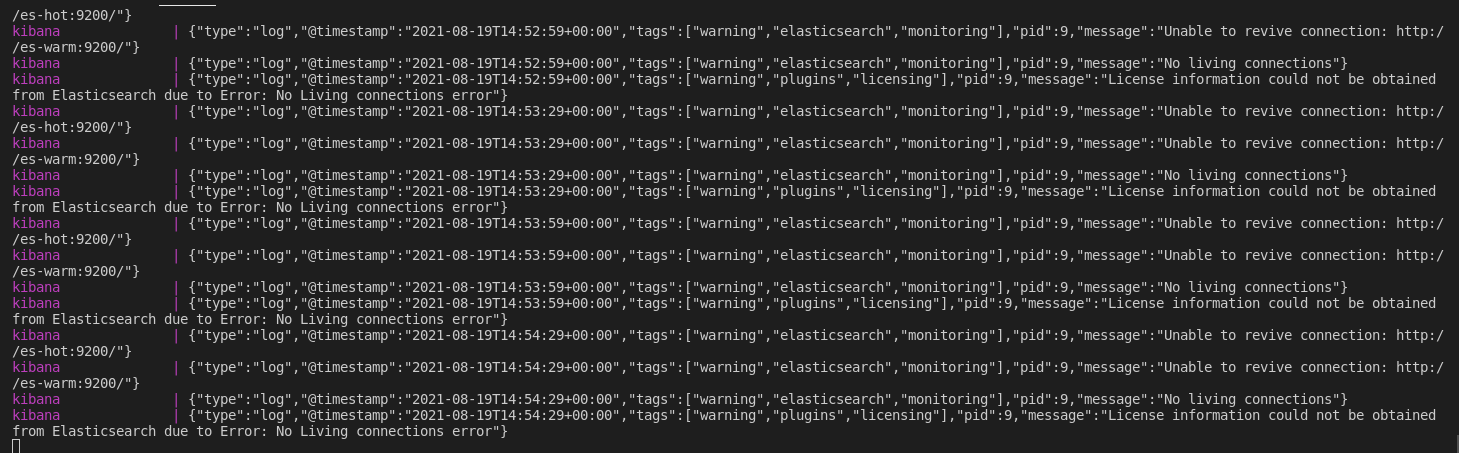 /es-hot:9200/"}
kibana | {"type":"log","@timestamp":"2021-08-19T14:52:59+00:00","tags":["warning","elasticsearch","monitoring"],"pid":9,"message":"Unable to revive connection: http:/
/es-warm:9200/"}
kibana | {"type":"log","@timestamp":"2021-08-19T14:52:59+00:00","tags":["warning","elasticsearch","monitoring"],"pid":9,"message":"No living connections"}
kibana | {"type":"log","@timestamp":"2021-08-19T14:52:59+00:00","tags":["warning","plugins","licensing"],"pid":9,"message":"License information could not be obtained
from Elasticsearch due to Error: No Living connections error"}
kibana | {"type":"log","@timestamp":"2021-08-19T14:53:29+00:00","tags":["warning","elasticsearch","monitoring"],"pid":9,"message":"Unable to revive connection: http:/
/es-hot:9200/"}
kibana | {"type":"log","@timestamp":"2021-08-19T14:53:29+00:00","tags":["warning","elasticsearch","monitoring"],"pid":9,"message":"Unable to revive connection: http:/
/es-warm:9200/"}
kibana | {"type":"log","@timestamp":"2021-08-19T14:53:29+00:00","tags":["warning","elasticsearch","monitoring"],"pid":9,"message":"No living connections"}
kibana | {"type":"log","@timestamp":"2021-08-19T14:53:29+00:00","tags":["warning","plugins","licensing"],"pid":9,"message":"License information could not be obtained
from Elasticsearch due to Error: No Living connections error"}
kibana | {"type":"log","@timestamp":"2021-08-19T14:53:59+00:00","tags":["warning","elasticsearch","monitoring"],"pid":9,"message":"Unable to revive connection: http:/
/es-hot:9200/"}
kibana | {"type":"log","@timestamp":"2021-08-19T14:53:59+00:00","tags":["warning","elasticsearch","monitoring"],"pid":9,"message":"Unable to revive connection: http:/
/es-warm:9200/"}
kibana | {"type":"log","@timestamp":"2021-08-19T14:53:59+00:00","tags":["warning","elasticsearch","monitoring"],"pid":9,"message":"No living connections"}
kibana | {"type":"log","@timestamp":"2021-08-19T14:53:59+00:00","tags":["warning","plugins","licensing"],"pid":9,"message":"License information could not be obtained
from Elasticsearch due to Error: No Living connections error"}
kibana | {"type":"log","@timestamp":"2021-08-19T14:54:29+00:00","tags":["warning","elasticsearch","monitoring"],"pid":9,"message":"Unable to revive connection: http:/
/es-hot:9200/"}
kibana | {"type":"log","@timestamp":"2021-08-19T14:54:29+00:00","tags":["warning","elasticsearch","monitoring"],"pid":9,"message":"Unable to revive connection: http:/
/es-warm:9200/"}
kibana | {"type":"log","@timestamp":"2021-08-19T14:54:29+00:00","tags":["warning","elasticsearch","monitoring"],"pid":9,"message":"No living connections"}
kibana | {"type":"log","@timestamp":"2021-08-19T14:54:29+00:00","tags":["warning","plugins","licensing"],"pid":9,"message":"License information could not be obtained
from Elasticsearch due to Error: No Living connections error"}